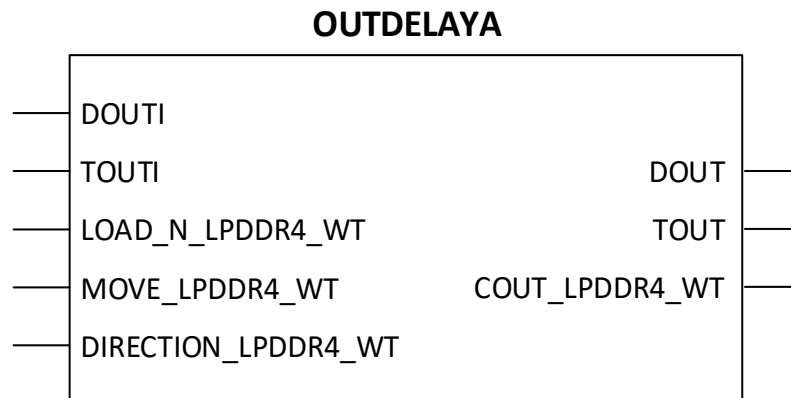 OUTDELAYA
DOUTI
TOUTI
DOUT
LOAD_N_LPDDR4_WT
TOUT
MOVE_LPDDR4_WT
COUT_LPDDR4_WT
DIRECTION_LPDDR4_WT